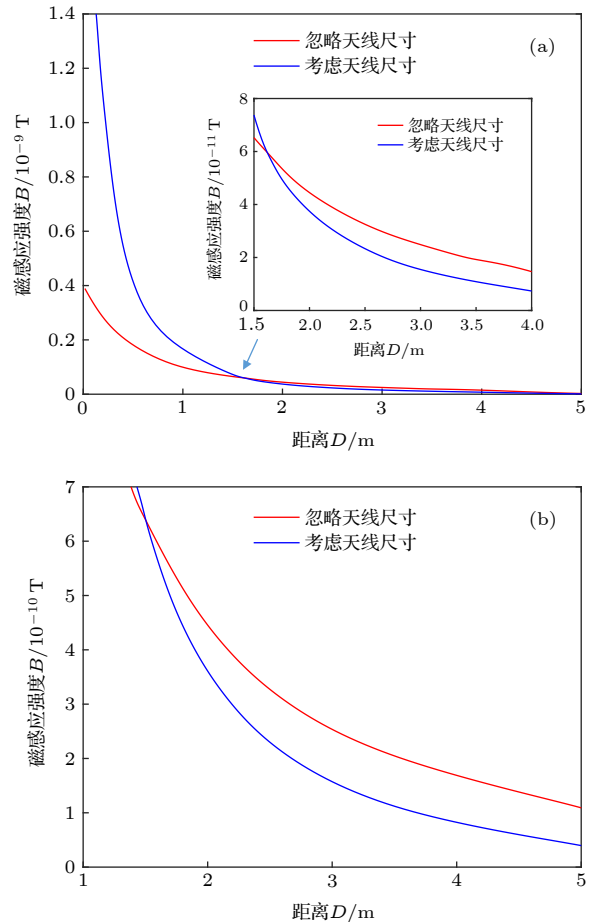 1.4
1.2
1.0
0.8
0.6
0.4
0.2
0
磁感应强度B/10⁻⁹ T
忽略天线尺寸
考虑天线尺寸
(a)
8
6
4
2
0
磁感应强度B/10⁻¹¹ T
忽略天线尺寸
考虑天线尺寸
1.5 2.0 2.5 3.0 3.5 4.0
距离D/m
0 1 2 3 4 5
距离D/m
7
6
5
4
3
2
1
0
磁感应强度B/10⁻¹⁰ T
忽略天线尺寸
考虑天线尺寸
(b)
1 2 3 4 5
距离D/m